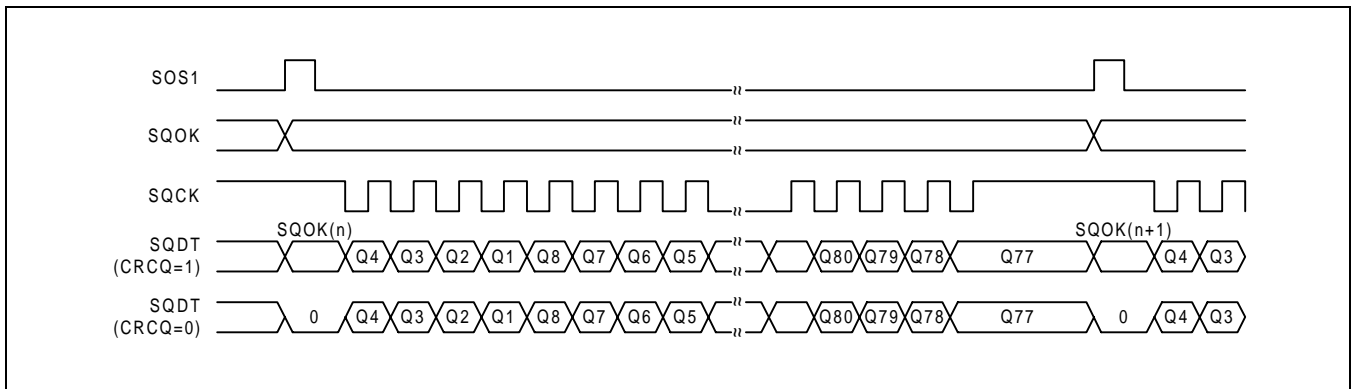 SOS1
SQOK
SQCK
SQOK(n) SQOK(n+1)
SQDT
(CRCQ=1) Q4 Q3 Q2 Q1 Q8 Q7 Q6 Q5 Q80 Q79 Q78 Q77 Q4 Q3
SQDT
(CRCQ=0) 0 Q4 Q3 Q2 Q1 Q8 Q7 Q6 Q5 Q80 Q79 Q78 Q77 0 Q4 Q3